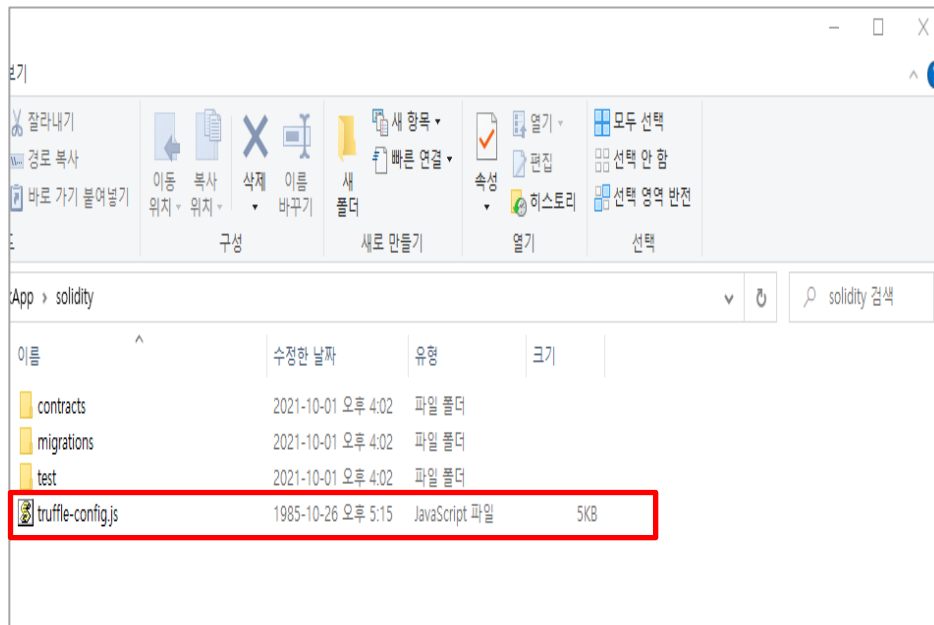 보기
잘라내기
경로 복사
바로 가기 붙여넣기
이동
위치
복사
위치
삭제
이름
바꾸기
구성
새
폴더
새 항목
빠른 연결
새로 만들기
속성
열기
편집
히스토리
열기
모두 선택
선택 안 함
선택 영역 반전
선택
App > solidity
solidity 검색
이름 수정한 날짜 유형 크기
contracts 2021-10-01 오후 4:02 파일 폴더
migrations 2021-10-01 오후 4:02 파일 폴더
test 2021-10-01 오후 4:02 파일 폴더
truffle-config.js 1985-10-26 오후 5:15 JavaScript 파일 5KB